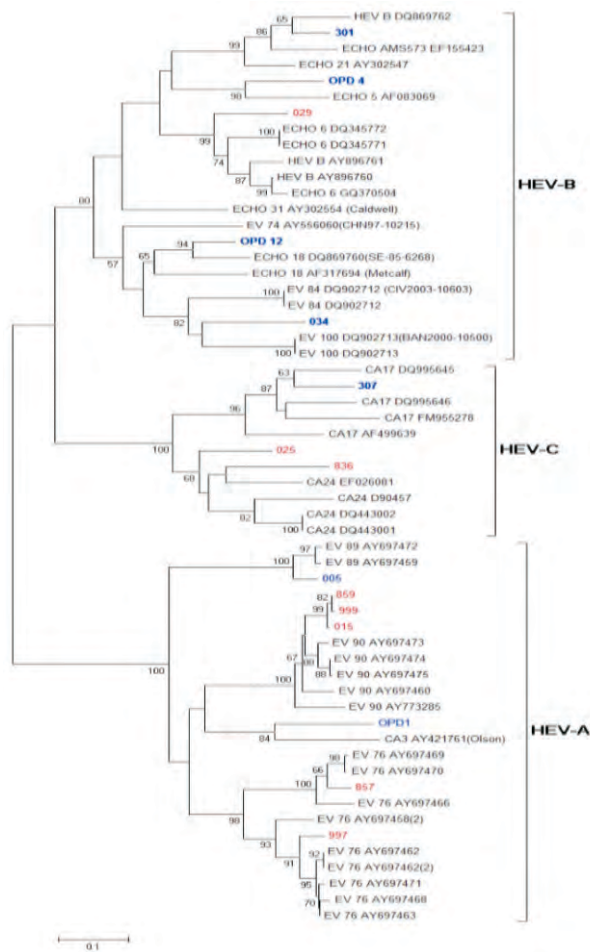 HEV B DQ869762
65
301
86
99
ECHO AMS573 EF155423
ECHO 21 AY302547
OPD 4
98
ECHO 5 AF083069
029
99
ECHO 6 DQ345772
100
ECHO 6 DQ345771
74
HEV B AY896761
87
HEV B AY896760
99
ECHO 6 GQ370504
HEV-B
80
ECHO 31 AY302554 (Caldwell)
EV 74 AY556060(CHN97-10215)
57
OPD 12
94
65
ECHO 18 DQ869760(SE-85-6268)
ECHO 18 AF317694 (Metcalf)
EV 84 DQ902712 (CIV2003-10603)
100
EV 84 DQ902712
82
034
EV 100 DQ902713(BAN2000-10500)
100
EV 100 DQ902713
CA17 DQ995645
63
87
307
CA17 DQ995646
96
CA17 FM955278
CA17 AF499639
100
025
HEV-C
836
68
CA24 EF026081
CA24 D90457
82
CA24 DQ443002
100
CA24 DQ443001
EV 89 AY697472
97
EV 89 AY697459
100
005
859
82
99
999
015
EV 90 AY697473
67
EV 90 AY697474
88
EV 90 AY697475
100
EV 90 AY697460
EV 90 AY773285
100
OPD1
84
CA3 AY421761(Olson)
HEV-A
EV 76 AY697469
98
66
EV 76 AY697470
100
857
EV 76 AY697466
98
EV 76 AY697458(2)
93
997
91
92
EV 76 AY697462
EV 76 AY697462(2)
95
EV 76 AY697471
70
EV 76 AY697468
EV 76 AY697463
0.1